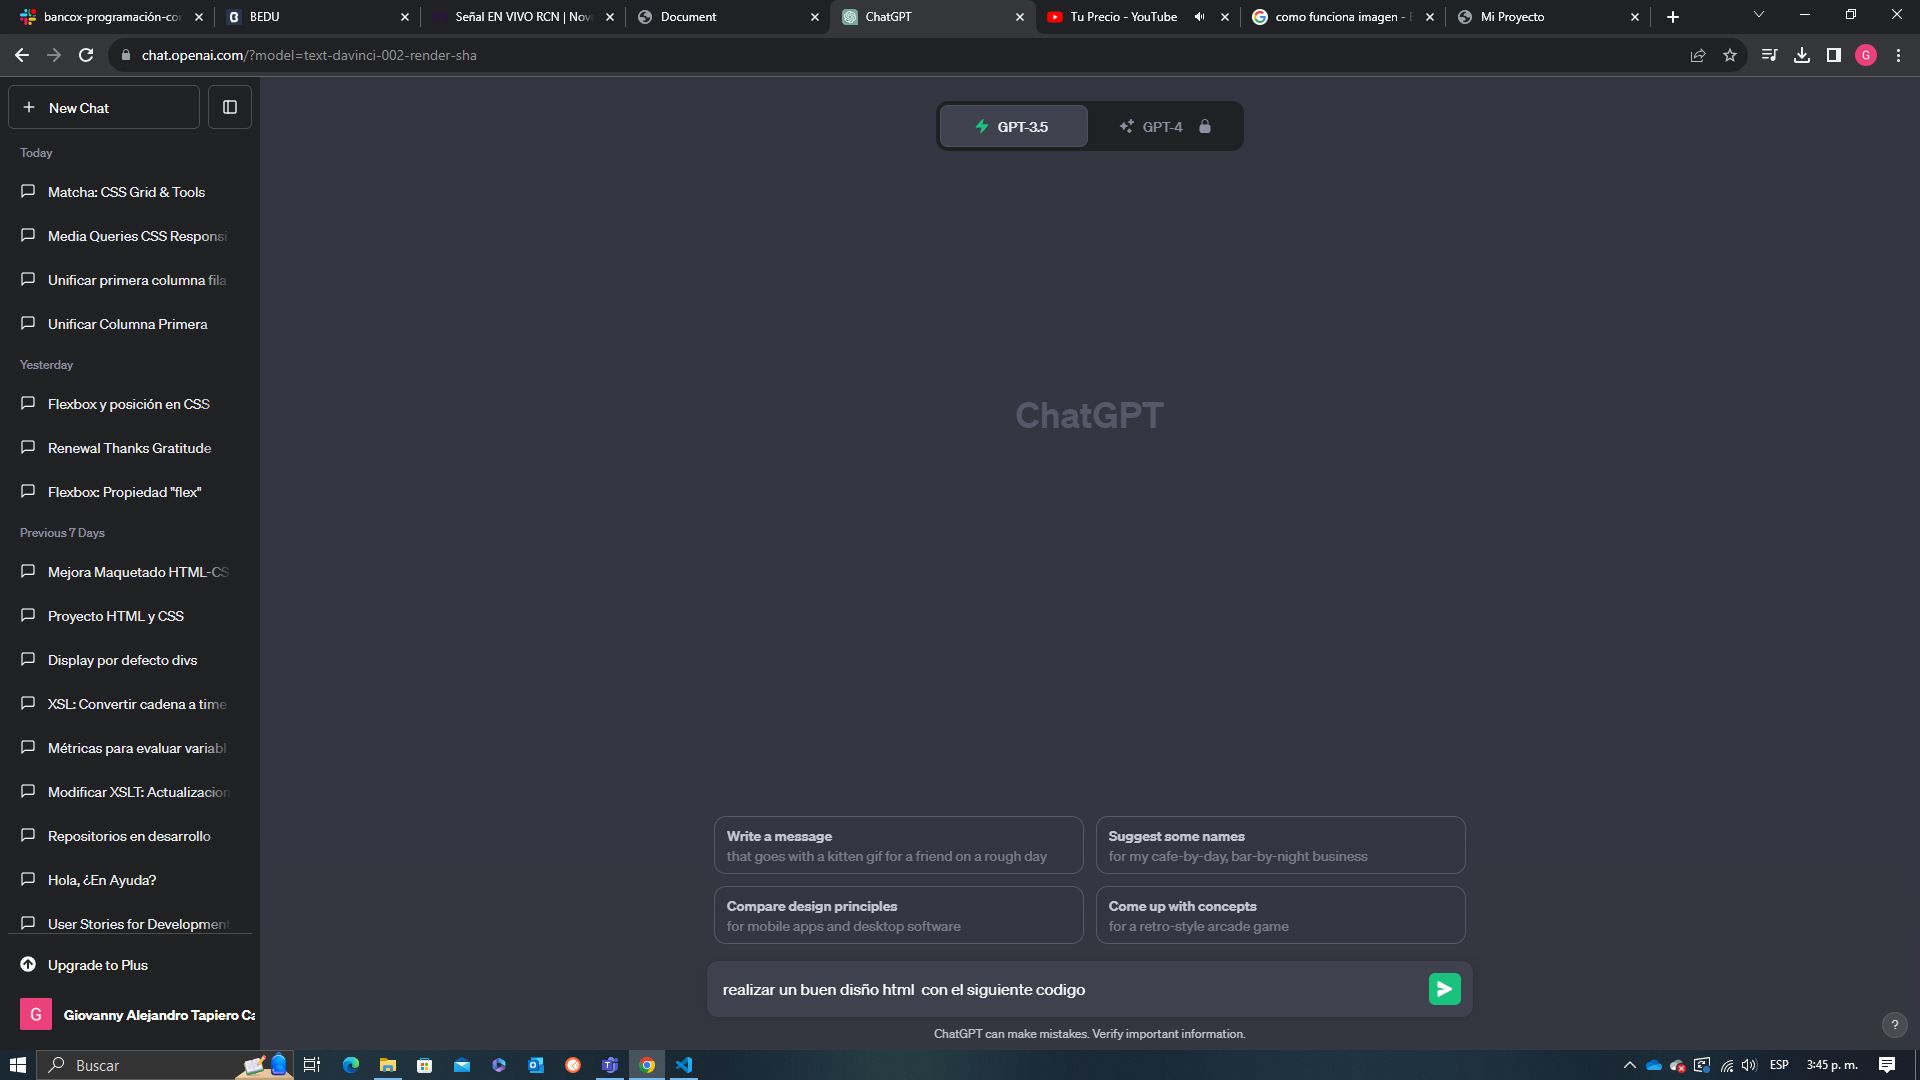 bancox-programación-cor
BEDU
Señal EN VIVO RCN | Nov
Document
ChatGPT
Tu Precio - YouTube
como funciona imagen -
Mi Proyecto
chat.openai.com/?model=text-davinci-002-render-sha
G
New Chat
GPT-3.5
GPT-4
Today
Matcha: CSS Grid & Tools
Media Queries CSS Responsi
Unificar primera columna fila
Unificar Columna Primera
Yesterday
Flexbox y posición en CSS
Renewal Thanks Gratitude
Flexbox: Propiedad "flex"
Previous 7 Days
Mejora Maquetado HTML-CS
Proyecto HTML y CSS
Display por defecto divs
XSL: Convertir cadena a time
Métricas para evaluar variabl
Modificar XSLT: Actualizacion
Repositorios en desarrollo
Hola, ¿En Ayuda?
User Stories for Development
Upgrade to Plus
G
Giovanny Alejandro Tapiero Ca
ChatGPT
Write a message
that goes with a kitten gif for a friend on a rough day
Suggest some names
for my cafe-by-day, bar-by-night business
Compare design principles
for mobile apps and desktop software
Come up with concepts
for a retro-style arcade game
realizar un buen disño html  con el siguiente codigo
ChatGPT can make mistakes. Verify important information.
?
Buscar
ESP
3:45 p. m.